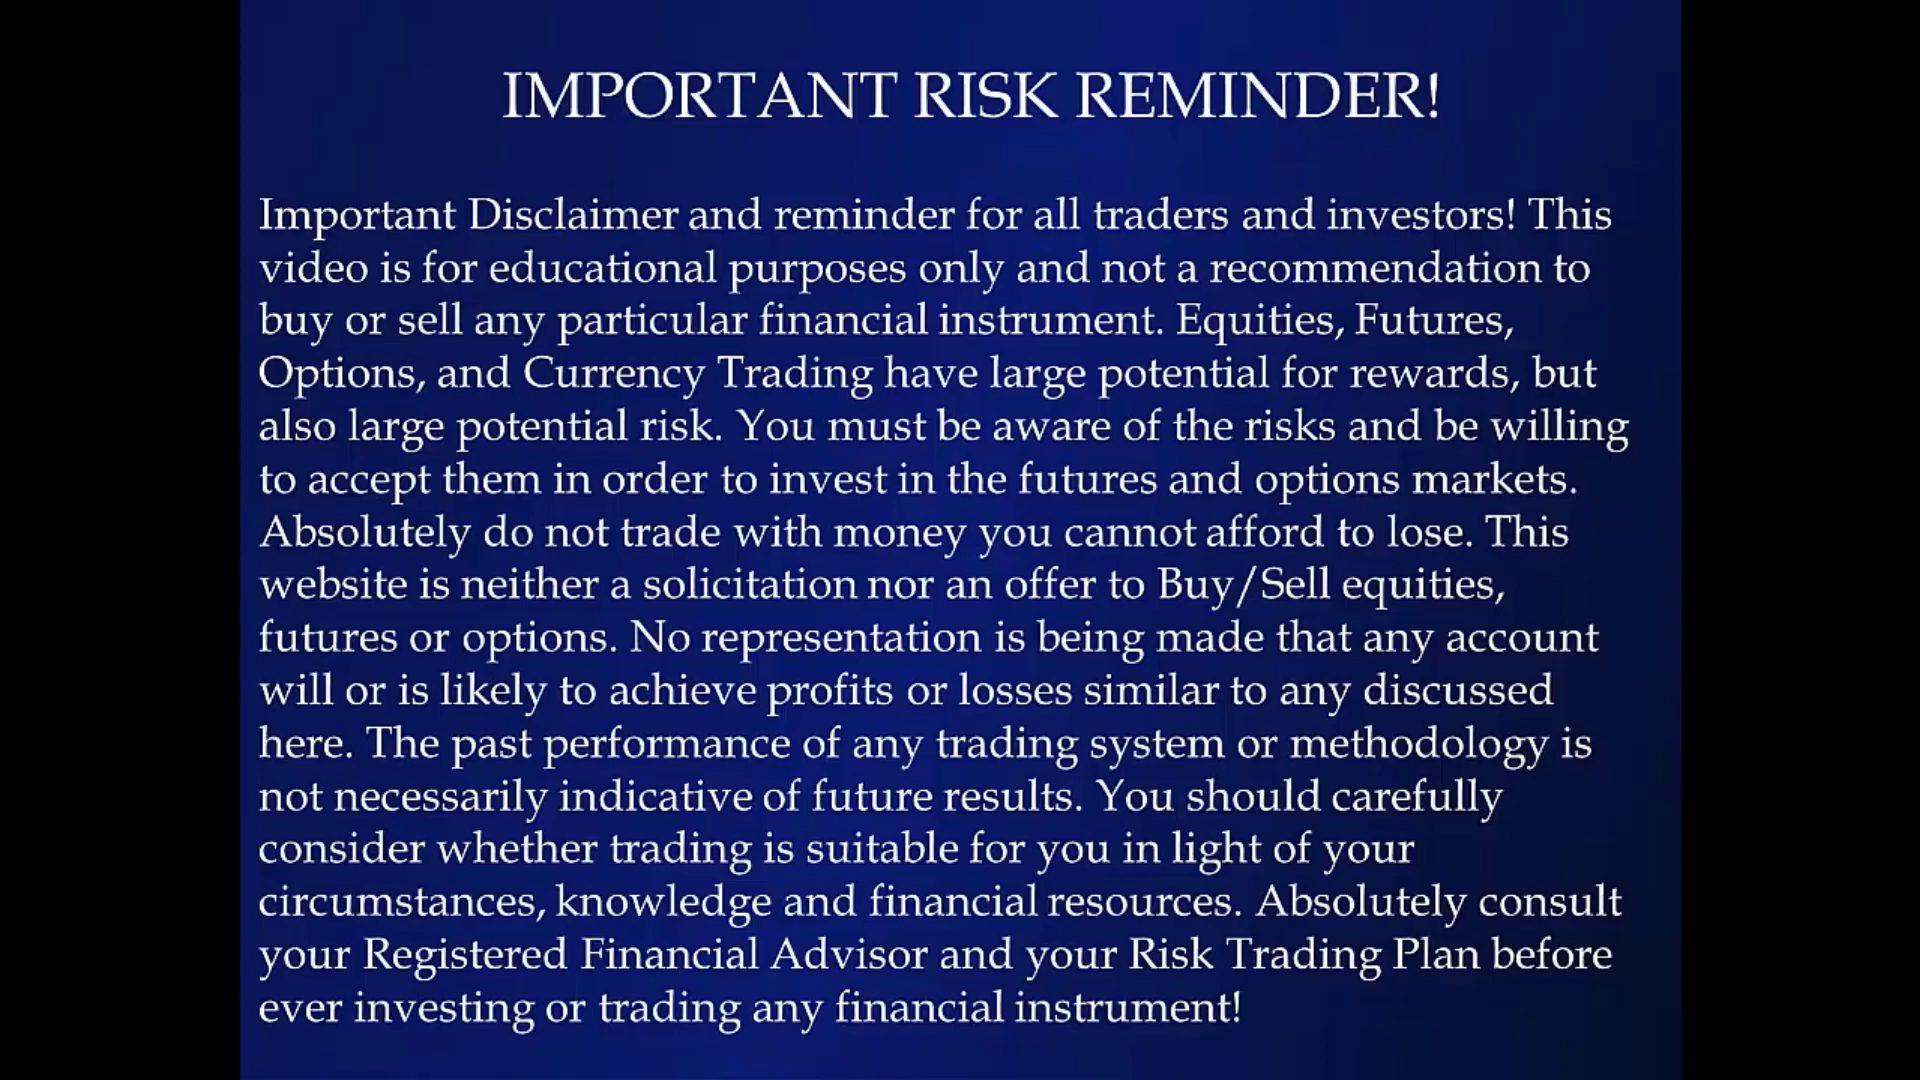 IMPORTANT RISK REMINDER!
Important Disclaimer and reminder for all traders and investors! This
video is for educational purposes only and not a recommendation to
buy or sell any particular financial instrument. Equities, Futures,
Options, and Currency Trading have large potential for rewards, but
also large potential risk. You must be aware of the risks and be willing
to accept them in order to invest in the futures and options markets.
Absolutely do not trade with money you cannot afford to lose. This
website is neither a solicitation nor an offer to Buy/Sell equities,
futures or options. No representation is being made that any account
will or is likely to achieve profits or losses similar to any discussed
here. The past performance of any trading system or methodology is
not necessarily indicative of future results. You should carefully
consider whether trading is suitable for you in light of your
circumstances, knowledge and financial resources. Absolutely consult
your Registered Financial Advisor and your Risk Trading Plan before
ever investing or trading any financial instrument!